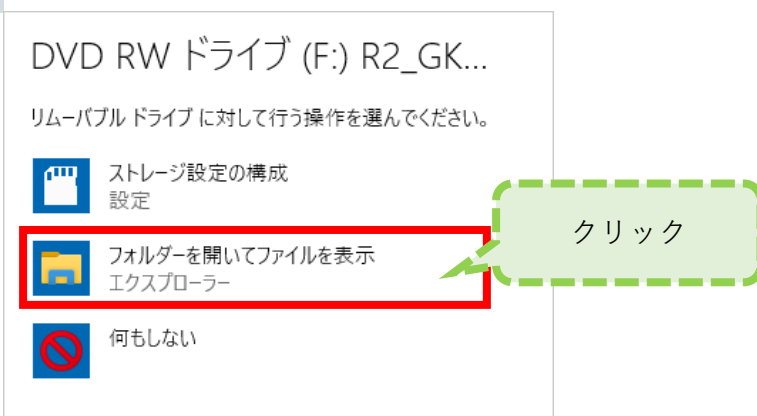 DVD RW ドライブ (F:) R2_GK...
リムーバブル ドライブ に対して行う操作を選んでください。
ストレージ設定の構成
設定
フォルダーを開いてファイルを表示
エクスプローラー
クリック
何もしない